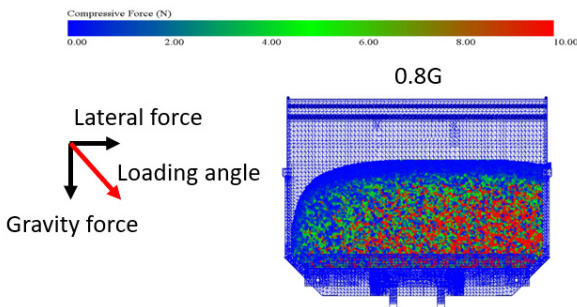 Compressive Force (N)
0.00 2.00 4.00 6.00 8.00 10.00
0.8G
Lateral force
Loading angle
Gravity force